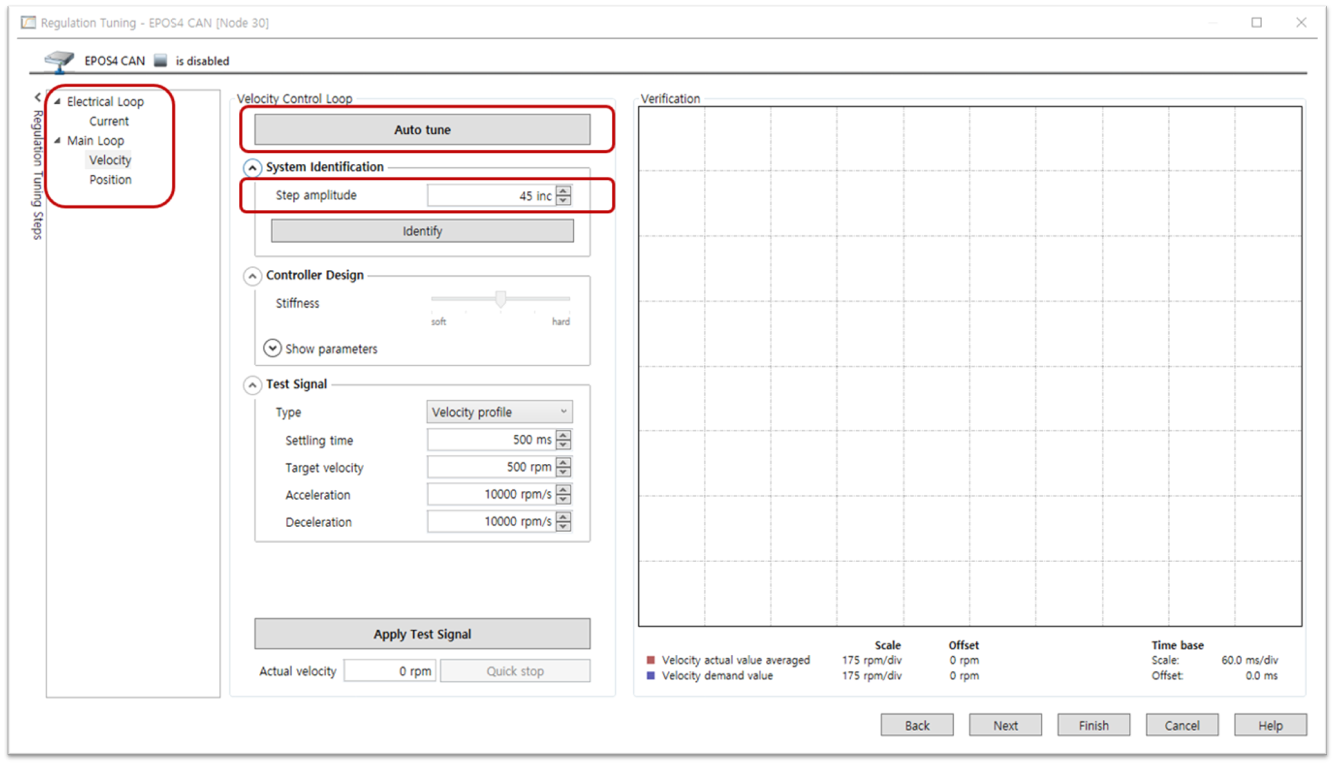 Regulation Tuning - EPOS4 CAN [Node 30]
EPOS4 CAN is disabled
Regulation Tuning Steps
Electrical Loop
Current
Main Loop
Velocity
Position
Velocity Control Loop
Auto tune
System Identification
Step amplitude 45 inc
Identify
Controller Design
Stiffness
soft hard
Show parameters
Test Signal
Type Velocity profile
Settling time 500 ms
Target velocity 500 rpm
Acceleration 10000 rpm/s
Deceleration 10000 rpm/s
Apply Test Signal
Actual velocity 0 rpm Quick stop
Verification
Scale Offset Time base
Velocity actual value averaged 175 rpm/div 0 rpm Scale: 60.0 ms/div
Velocity demand value 175 rpm/div 0 rpm Offset: 0.0 ms
Back Next Finish Cancel Help